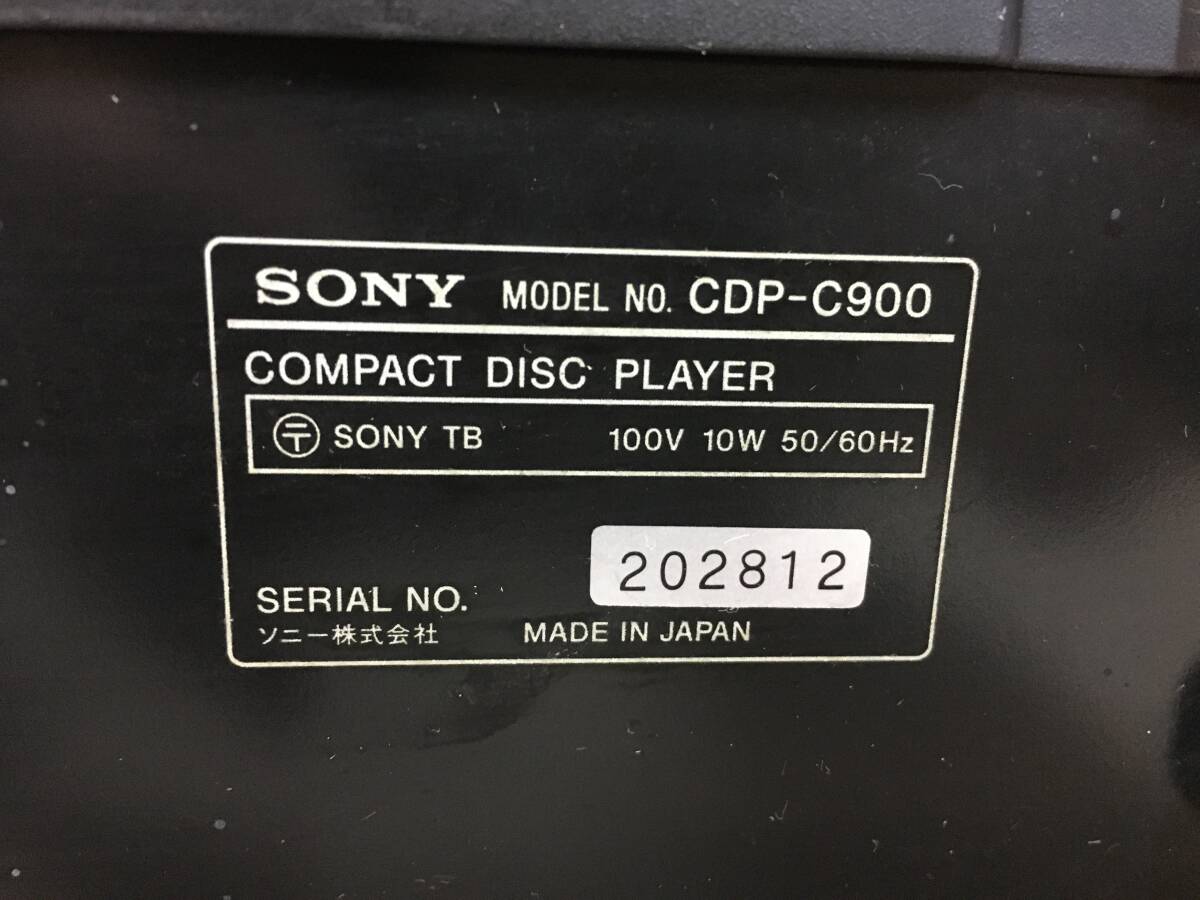 SONY MODEL NO. CDP-C900
COMPACT DISC PLAYER
〶 SONY TB 100V 10W 50/60Hz
202812
SERIAL NO.
ソニー株式会社 MADE IN JAPAN